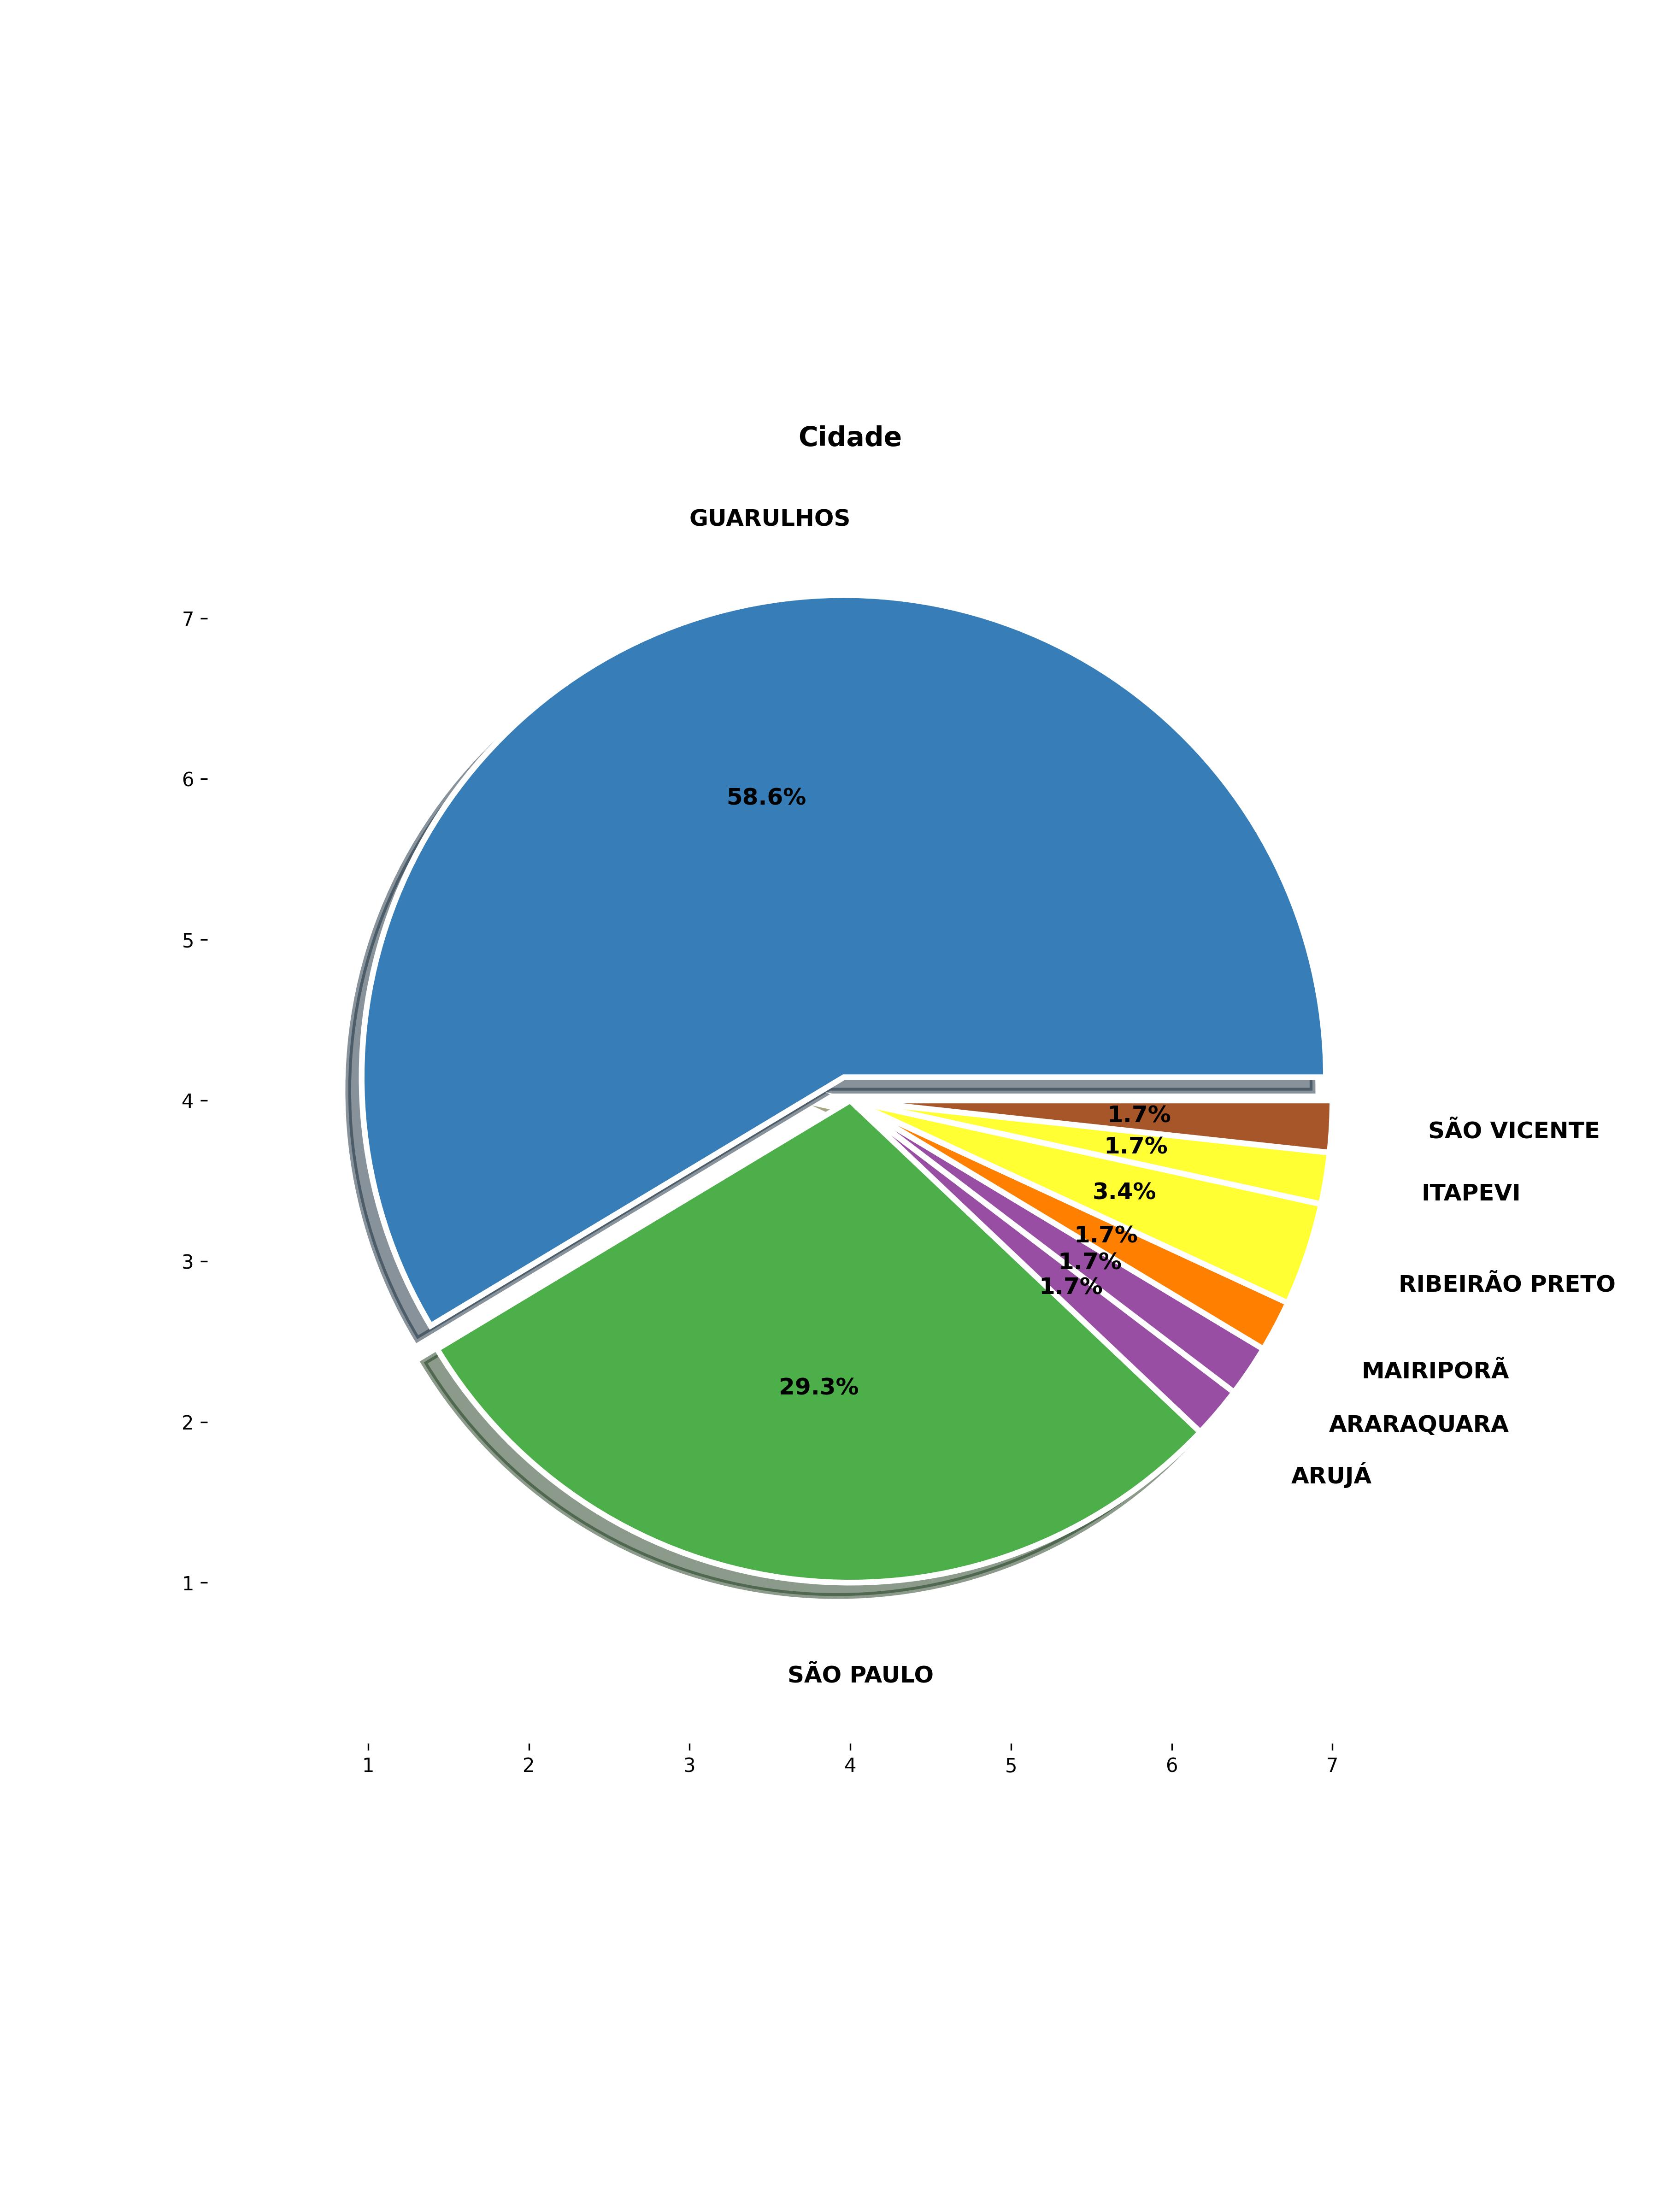 Cidade
GUARULHOS
7
6
58.6%
5
4
1.7%
SÃO VICENTE
1.7%
ITAPEVI
3.4%
1.7%
3
1.7%
RIBEIRÃO PRETO
1.7%
MAIRIPORÃ
29.3%
2
ARARAQUARA
ARUJÁ
1
SÃO PAULO
1 2 3 4 5 6 7